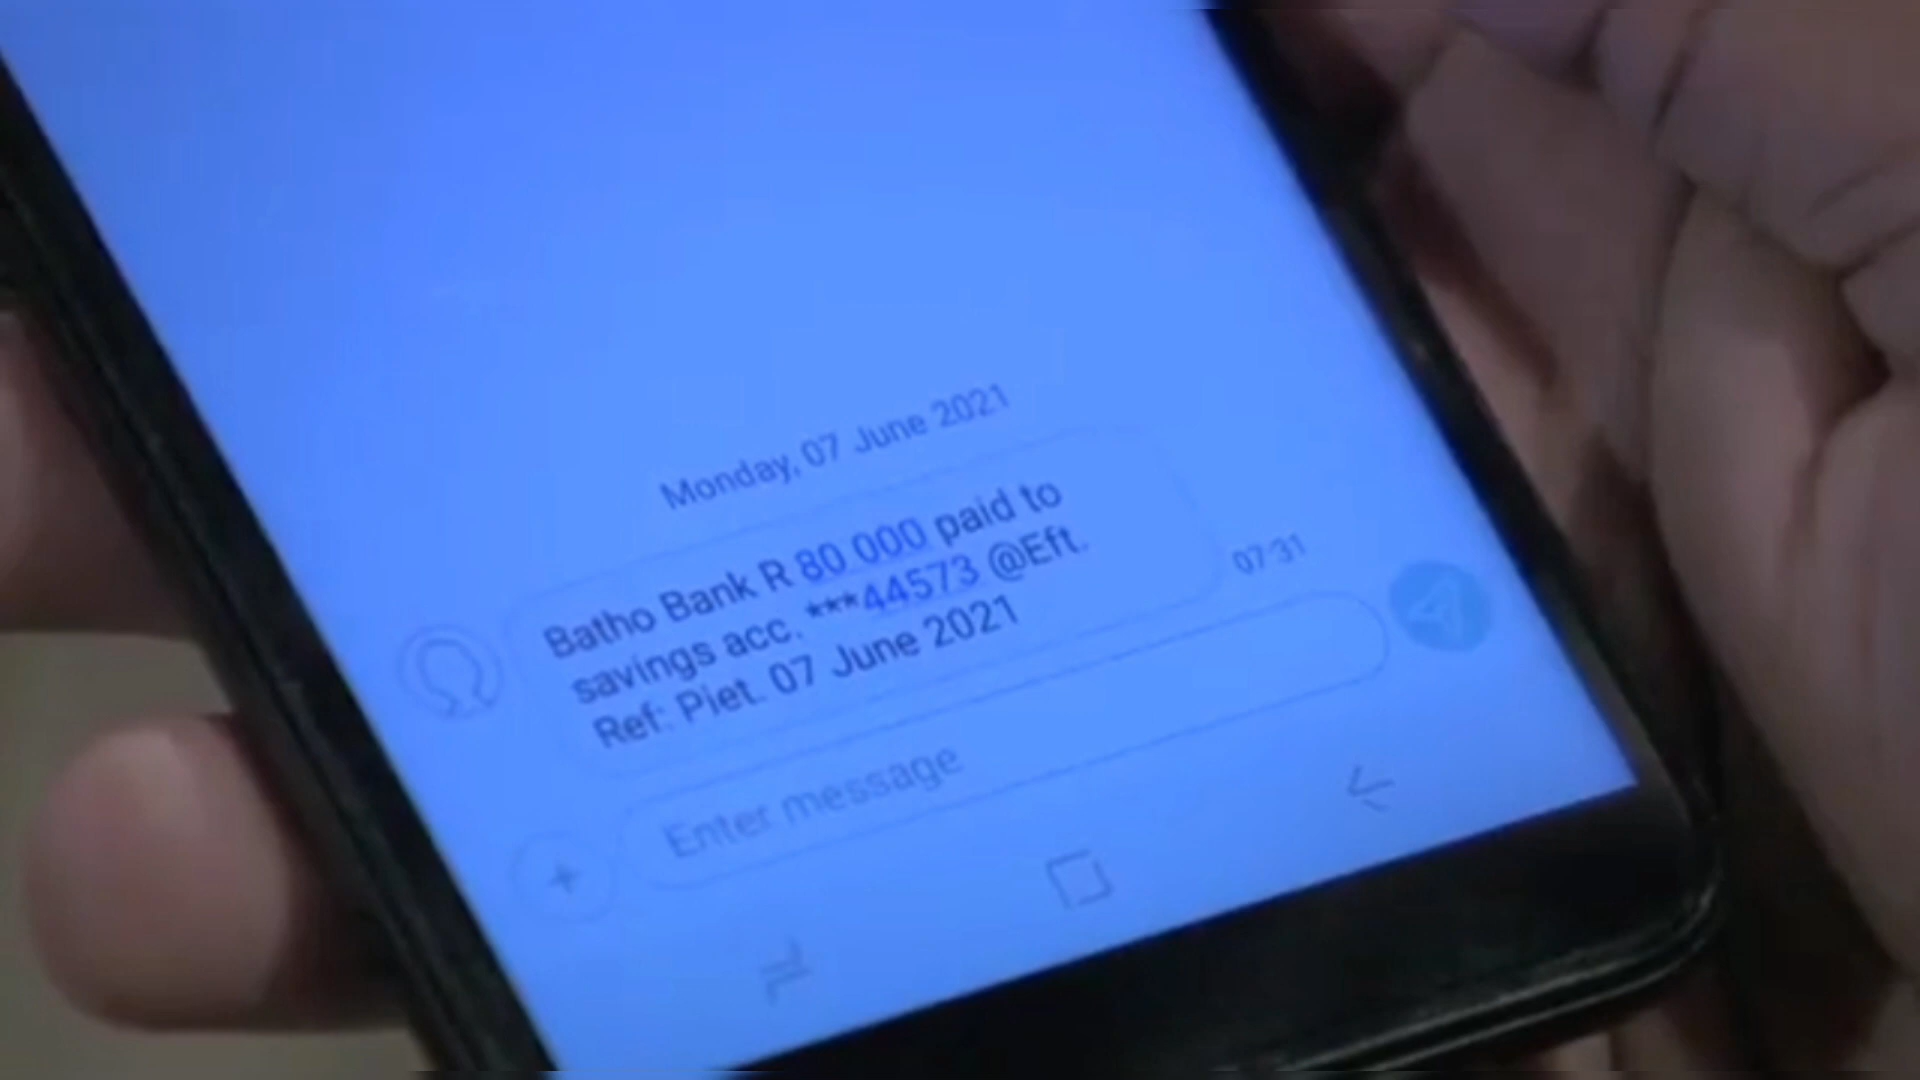 Monday, 07 June 2021
Batho Bank R 80 000 paid to
savings acc. ***44573 @Eft.
Ref: Piet. 07 June 2021
07:31
Enter message